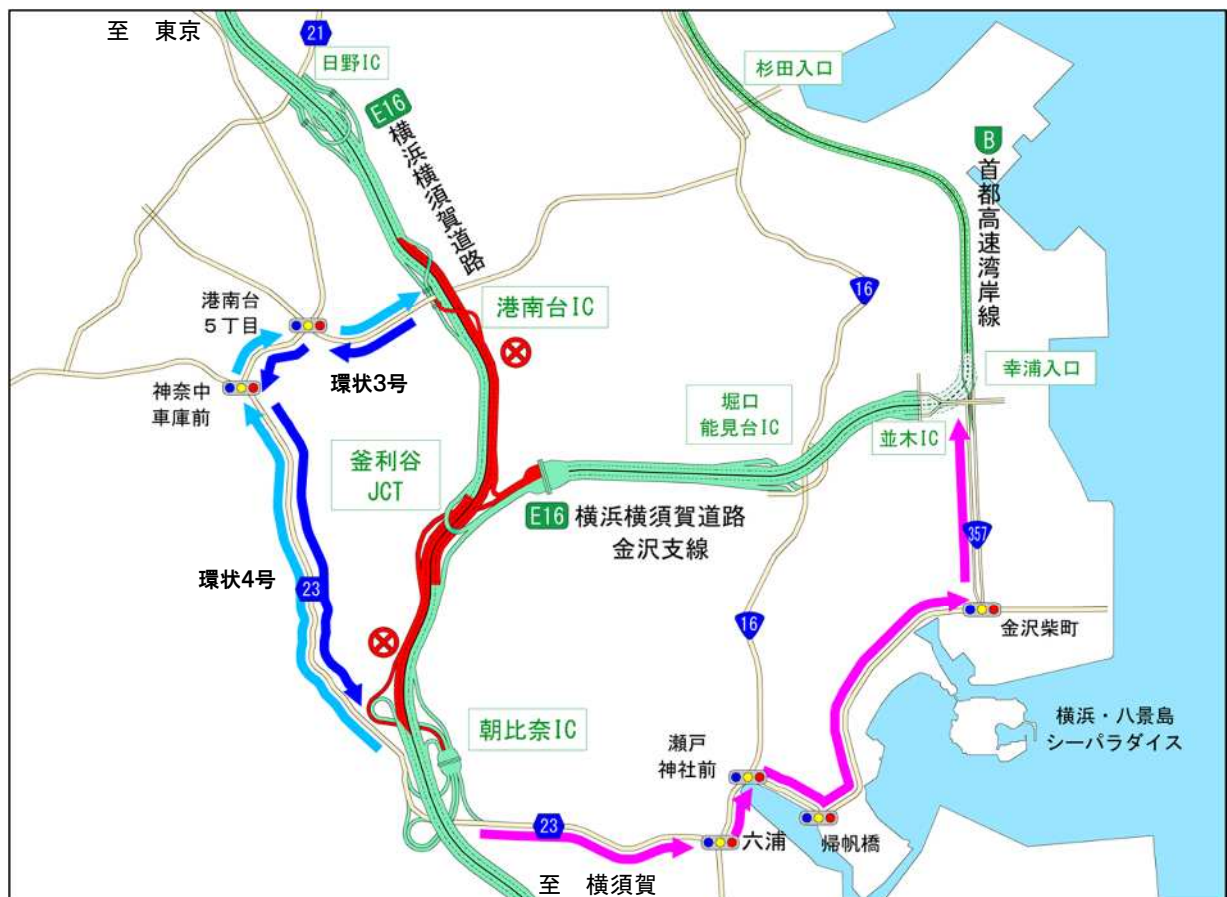 至 東京
21
日野IC
E16
横浜横須賀道路
杉田入口
B
首都高速湾岸線
16
港南台
5丁目
港南台IC
環状3号
神奈中
車庫前
堀口
能見台IC
幸浦入口
並木IC
釜利谷
JCT
E16 横浜横須賀道路
金沢支線
357
環状4号
23
16
金沢柴町
朝比奈IC
瀬戸
神社前
横浜・八景島
シーパラダイス
23
六浦
帰帆橋
至 横須賀